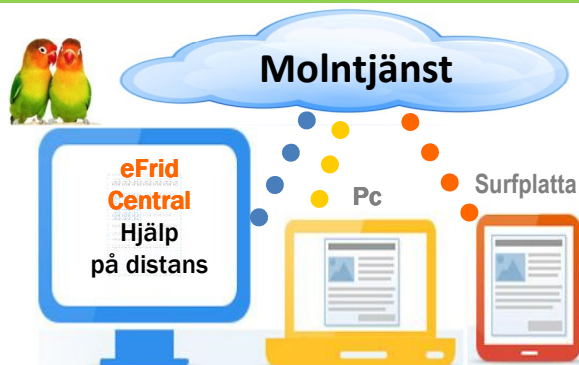 Molntjänst
eFrid
Central
Hjälp
på distans
Pc
Surfplatta